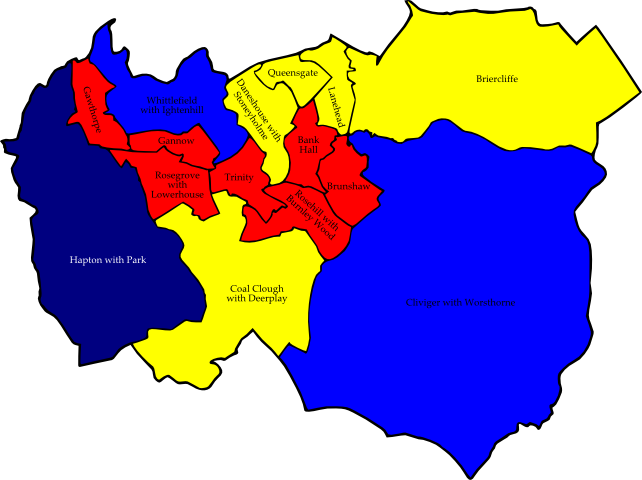 Queensgate
Briercliffe
Daneshouse with
Stoneyholme
Lanehead
Gawthorpe
Whittlefield
with Ightenhill
Gannow
Bank
Hall
Rosegrove
with
Lowerhouse
Trinity
Brunshaw
Rosehill with
Burnley Wood
Hapton with Park
Coal Clough
with Deerplay
Cliviger with Worsthorne